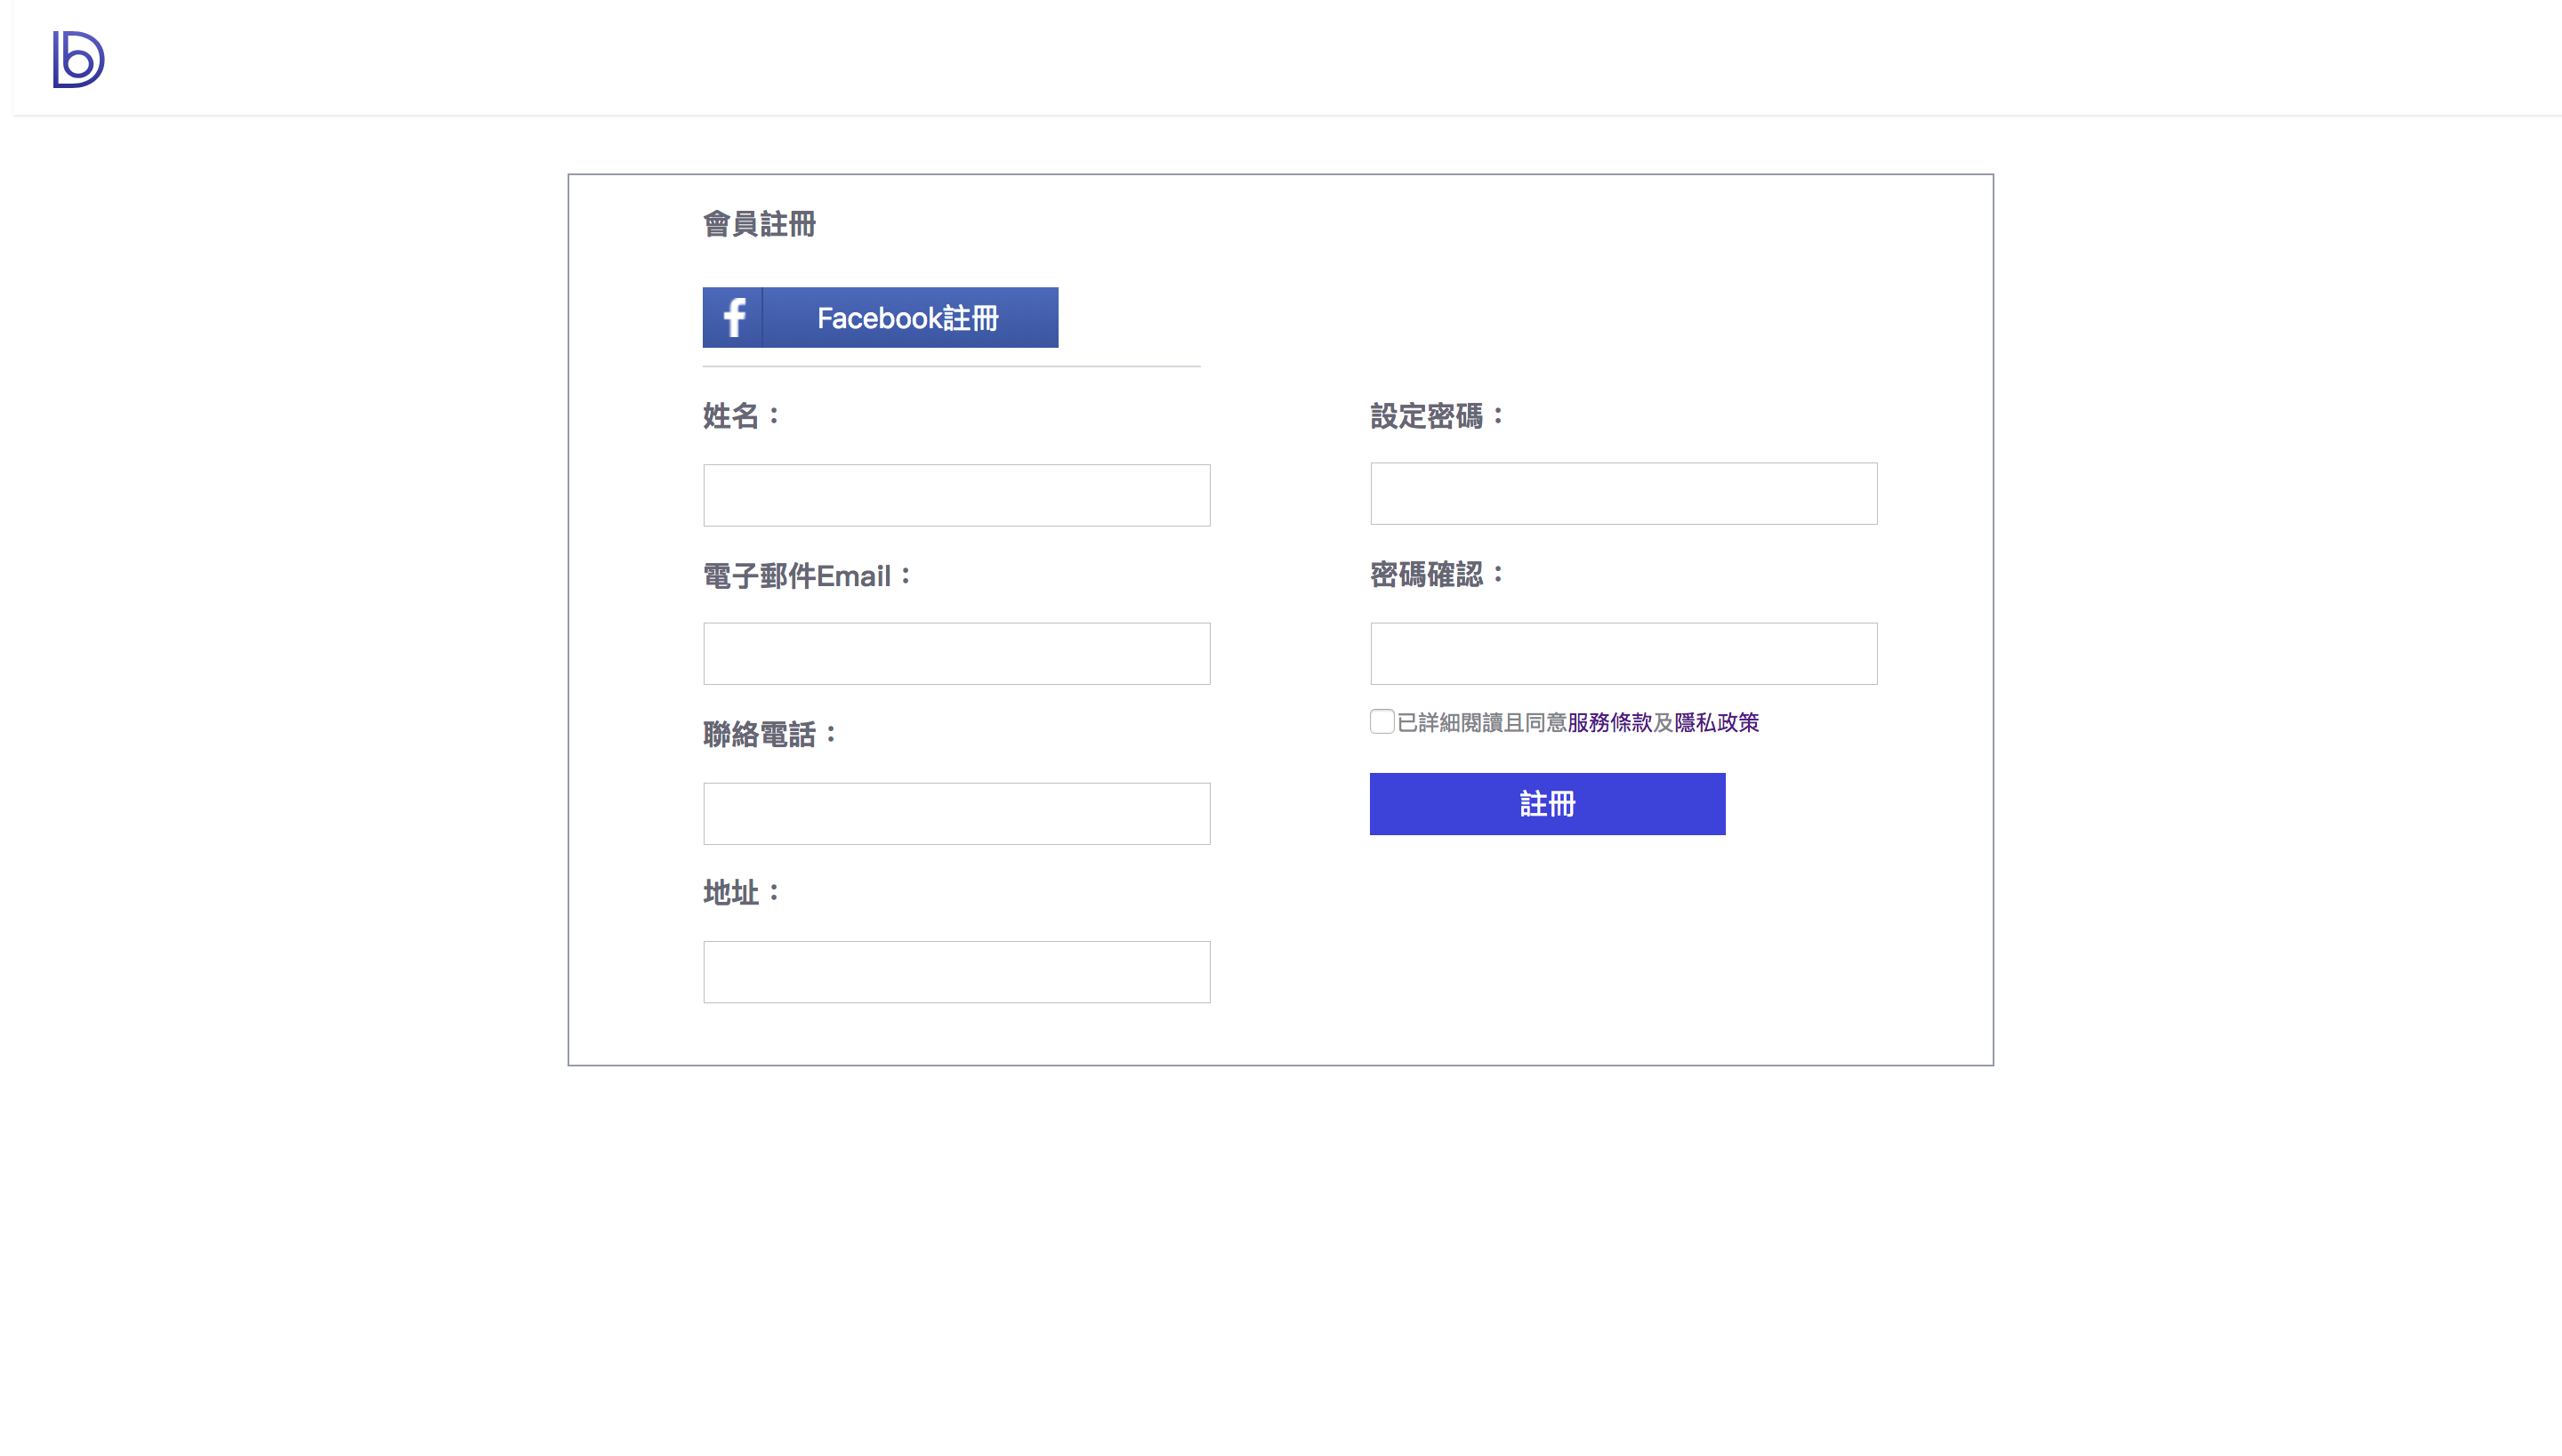 會員註冊
Facebook註冊
姓名：
電子郵件Email：
聯絡電話：
地址：
設定密碼：
密碼確認：
已詳細閱讀且同意服務條款及隱私政策
註冊